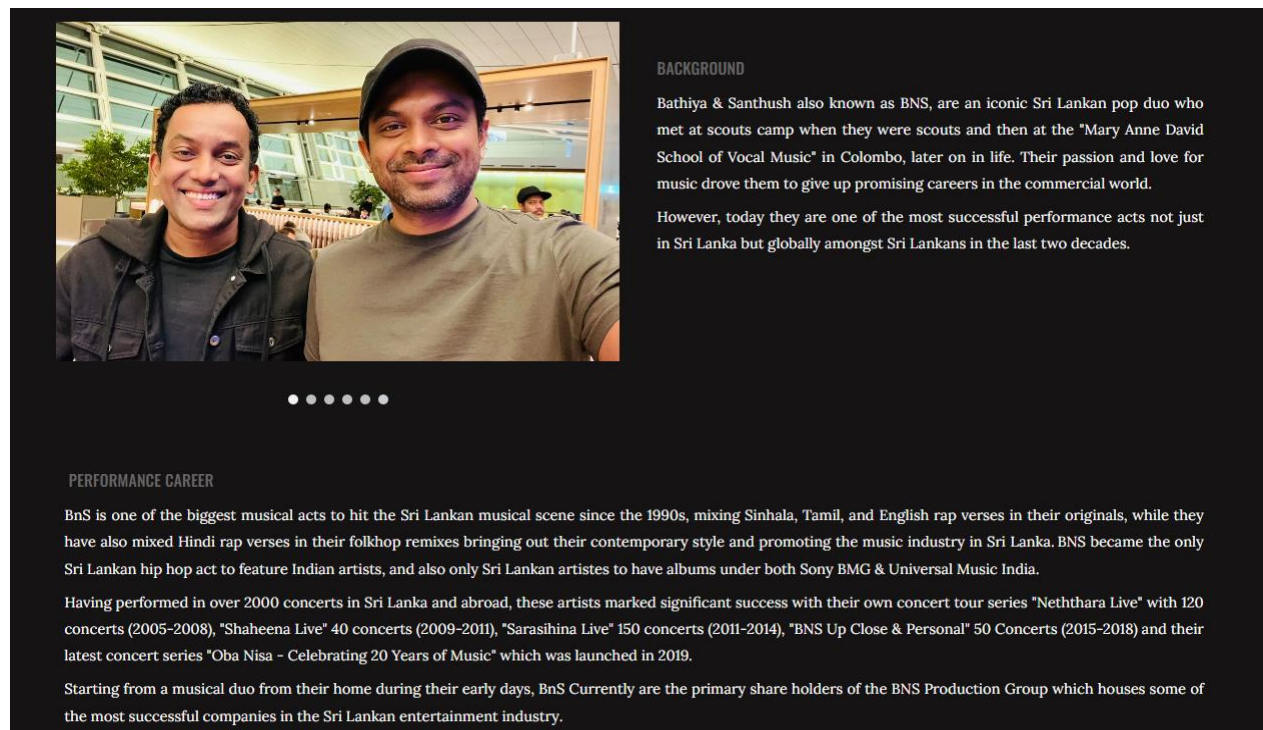 BACKGROUND
Bathiya & Santhush also known as BNS, are an iconic Sri Lankan pop duo who
met at scouts camp when they were scouts and then at the "Mary Anne David
School of Vocal Music" in Colombo, later on in life. Their passion and love for
music drove them to give up promising careers in the commercial world.
However, today they are one of the most successful performance acts not just
in Sri Lanka but globally amongst Sri Lankans in the last two decades.
PERFORMANCE CAREER
BnS is one of the biggest musical acts to hit the Sri Lankan musical scene since the 1990s, mixing Sinhala, Tamil, and English rap verses in their originals, while they
have also mixed Hindi rap verses in their folkhop remixes bringing out their contemporary style and promoting the music industry in Sri Lanka. BNS became the only
Sri Lankan hip hop act to feature Indian artists, and also only Sri Lankan artistes to have albums under both Sony BMG & Universal Music India.
Having performed in over 2000 concerts in Sri Lanka and abroad, these artists marked significant success with their own concert tour series "Neththara Live" with 120
concerts (2005-2008), "Shaheena Live" 40 concerts (2009-2011), "Sarasihina Live" 150 concerts (2011-2014), "BNS Up Close & Personal" 50 Concerts (2015-2018) and their
latest concert series "Oba Nisa - Celebrating 20 Years of Music" which was launched in 2019.
Starting from a musical duo from their home during their early days, BnS Currently are the primary share holders of the BNS Production Group which houses some of
the most successful companies in the Sri Lankan entertainment industry.